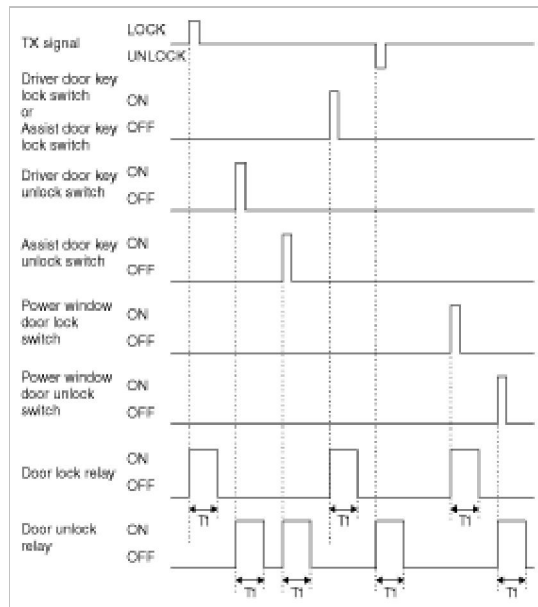 LOCK
TX signal
UNLOCK
Driver door key
lock switch
or
Assist door key
lock switch
ON
OFF
Driver door key
unlock switch
ON
OFF
Assist door key
unlock switch
ON
OFF
Power window
door lock
switch
ON
OFF
Power window
door unlock
switch
ON
OFF
Door lock relay
ON
OFF
T1
T1
T1
Door unlock
relay
ON
OFF
T1
T1
T1
T1